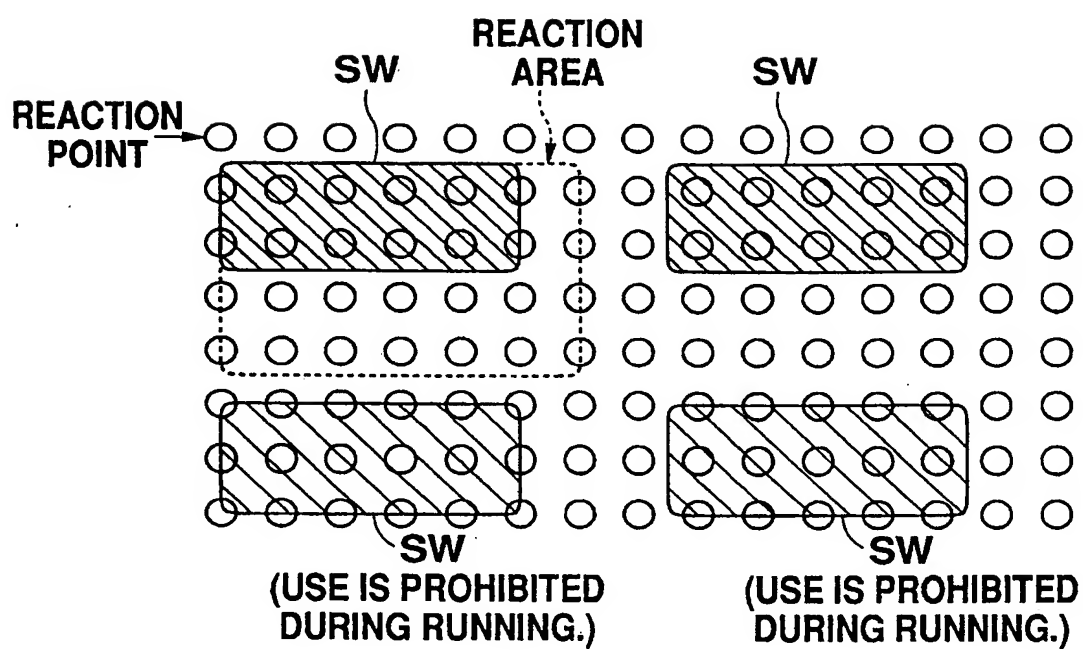 REACTION
AREA
SW
SW
REACTION
POINT
SW
(USE IS PROHIBITED
DURING RUNNING.)
SW
(USE IS PROHIBITED
DURING RUNNING.)